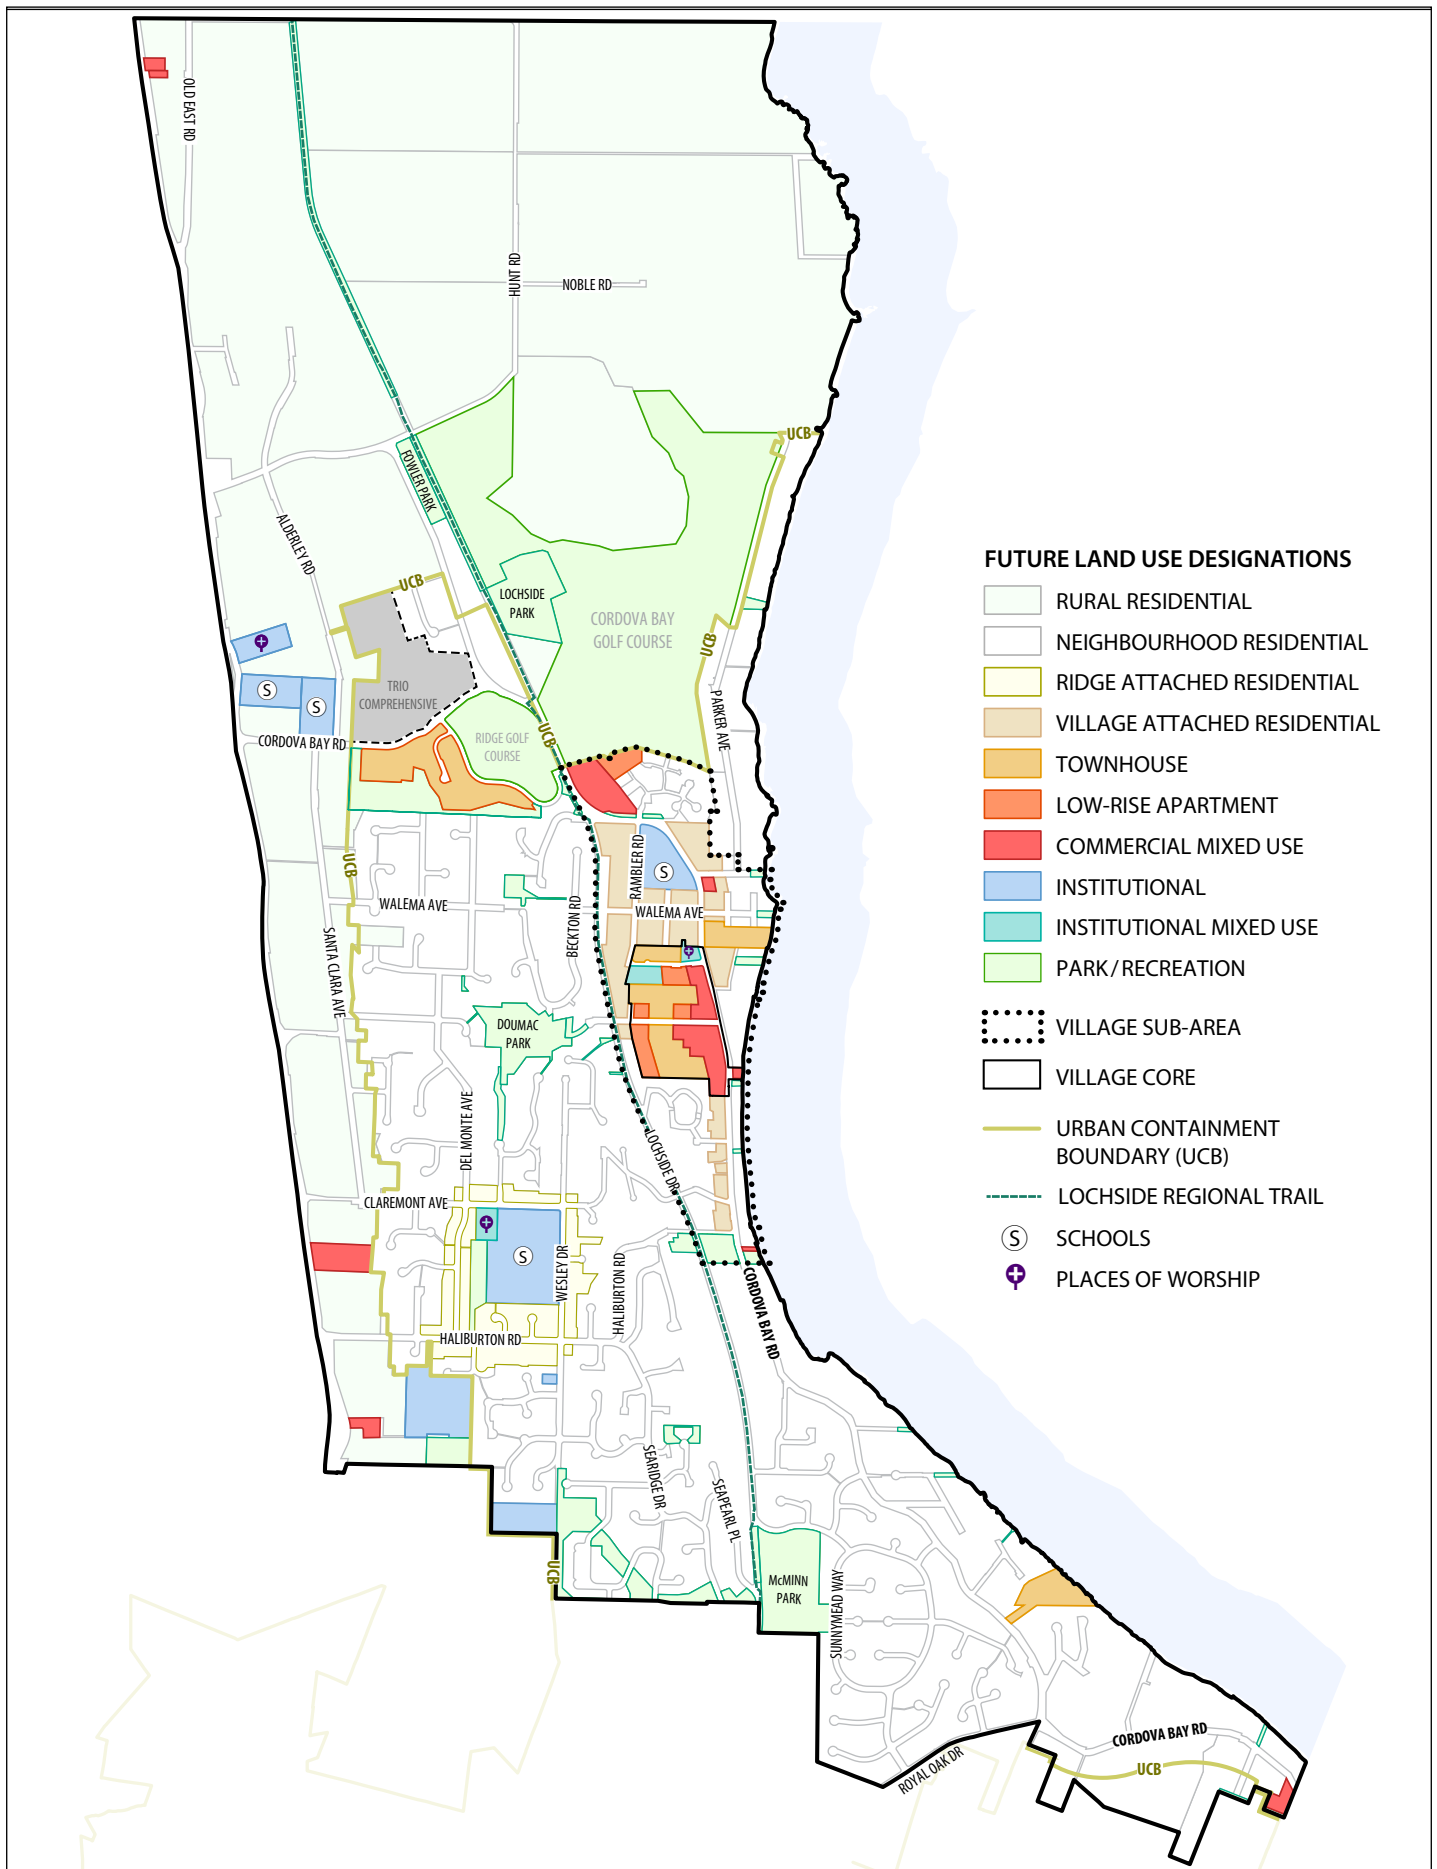 OLD EAST RD
HUNT RD
NOBLE RD
UCB
FOWLER PARK
ALDERLEY RD
UCB
LOCHSIDE
PARK
CORDOVA BAY
GOLF COURSE
UCB
S
S
TRIO
COMPREHENSIVE
PARKER AVE
CORDOVA BAY RD
RIDGE GOLF
COURSE
UCB
UCB
RAMBLER RD
S
WALEMA AVE
BECKTON RD
WALEMA AVE
SANTA CLARA AVE
DOUMAC
PARK
DEL MONTE AVE
LOCHSIDE DR
CLAREMONT AVE
S
WESLEY DR
HALIBURTON RD
CORDOVA BAY RD
HALIBURTON RD
SEARIDGE DR
SEAPEARL PL
UCB
McMINN
PARK
SUNNYMEAD WAY
CORDOVA BAY RD
ROYAL OAK DR
UCB
FUTURE LAND USE DESIGNATIONS
RURAL RESIDENTIAL
NEIGHBOURHOOD RESIDENTIAL
RIDGE ATTACHED RESIDENTIAL
VILLAGE ATTACHED RESIDENTIAL
TOWNHOUSE
LOW-RISE APARTMENT
COMMERCIAL MIXED USE
INSTITUTIONAL
INSTITUTIONAL MIXED USE
PARK/RECREATION
VILLAGE SUB-AREA
VILLAGE CORE
URBAN CONTAINMENT
BOUNDARY (UCB)
LOCHSIDE REGIONAL TRAIL
S SCHOOLS
PLACES OF WORSHIP